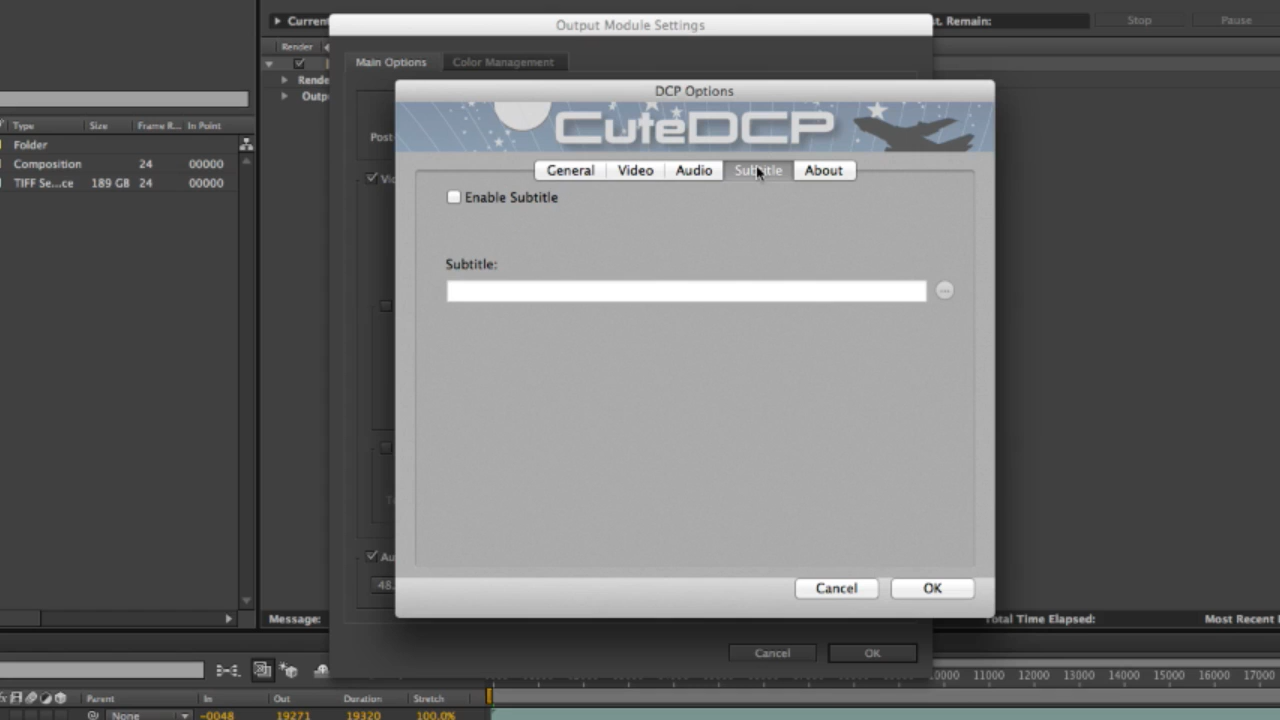 Output Module Settings
Current
t. Remain:
Stop
Pause
Render
Main Options
Color Management
Rende
Outp
DCP Options
CuteDCP
Type
Size
Frame R...
In Point
Post-
General
Video
Audio
Subtitle
About
Folder
Composition
24
00000
TIFF Se...ce
189 GB
24
00000
Vid
Enable Subtitle
Subtitle:
...
Au
48.
Cancel
OK
Message:
Total Time Elapsed:
Most Recent
Cancel
OK
10000
11000
12000
13000
14000
15000
16000
17000
Parent
In
Out
Duration
Stretch
None
-0048
19271
19320
100.0%